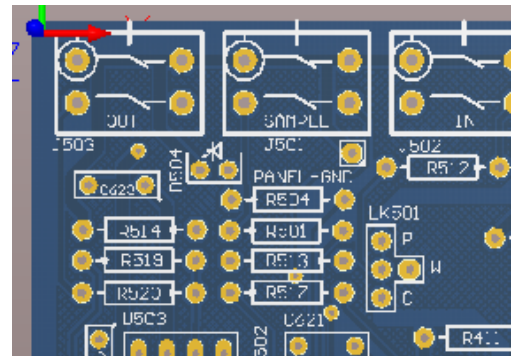 OUT
SAMPLE
IN
J503
J501
J502
D504
R512
C623
PANEL-GND
R504
LK501
R514
W501
P
R519
R513
W
R520
R517
C
U503
C621
R411